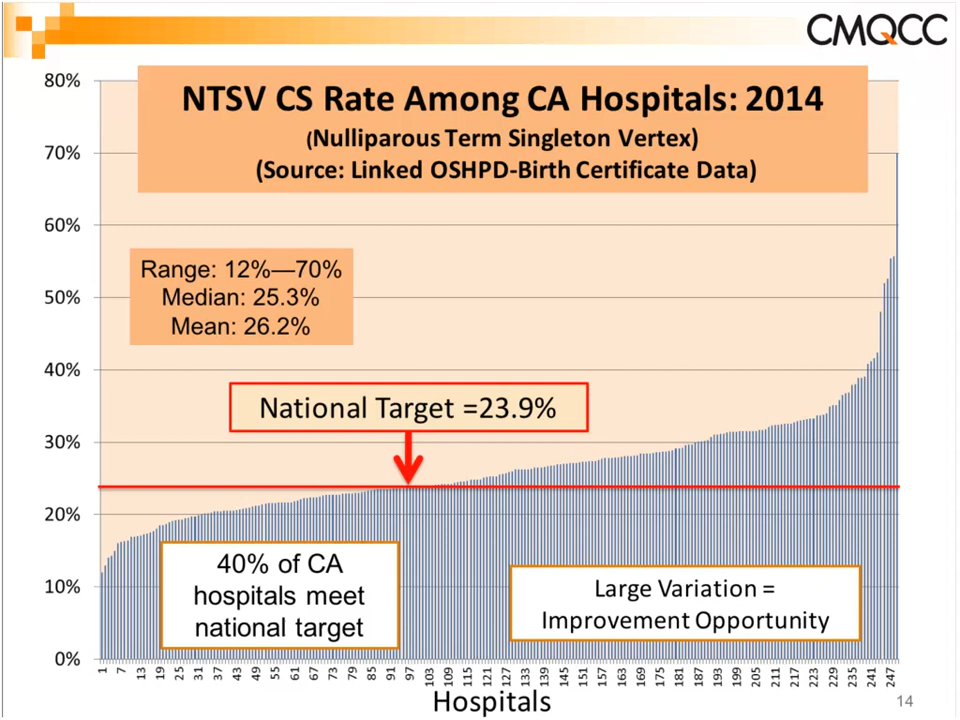 CMQCC
NTSV CS Rate Among CA Hospitals: 2014
(Nulliparous Term Singleton Vertex)
(Source: Linked OSHPD-Birth Certificate Data)
80%
70%
60%
50%
40%
30%
20%
10%
0%
Range: 12%—70%
Median: 25.3%
Mean: 26.2%
National Target =23.9%
40% of CA
hospitals meet
national target
Large Variation =
Improvement Opportunity
1 7 13 19 25 31 37 43 49 55 61 67 73 79 85 91 97 103 109 115 121 127 133 139 145 151 157 163 169 175 181 187 193 199 205 211 217 223 229 235 241 247
Hospitals
14